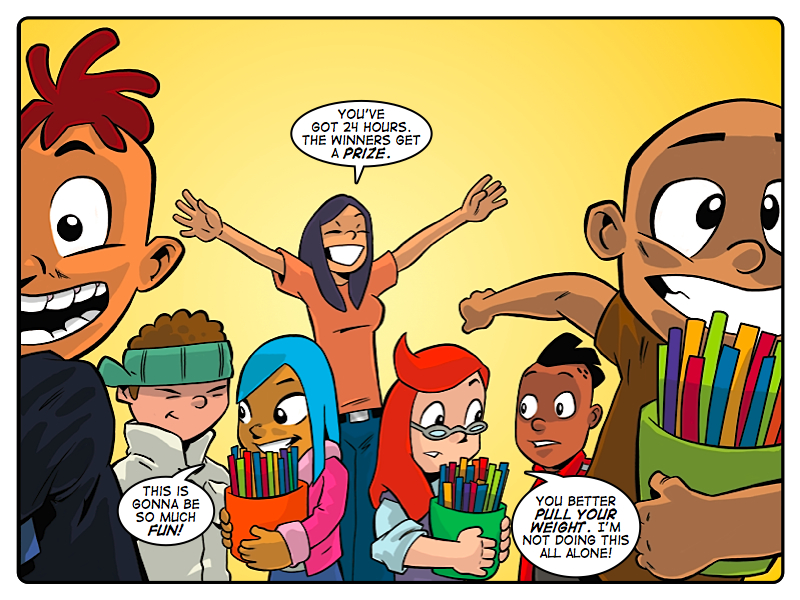 YOU'VE
GOT 24 HOURS.
THE WINNERS GET
A PRIZE.
THIS IS
GONNA BE
SO MUCH
FUN!
YOU BETTER
PULL YOUR
WEIGHT. I'M
NOT DOING THIS
ALL ALONE!